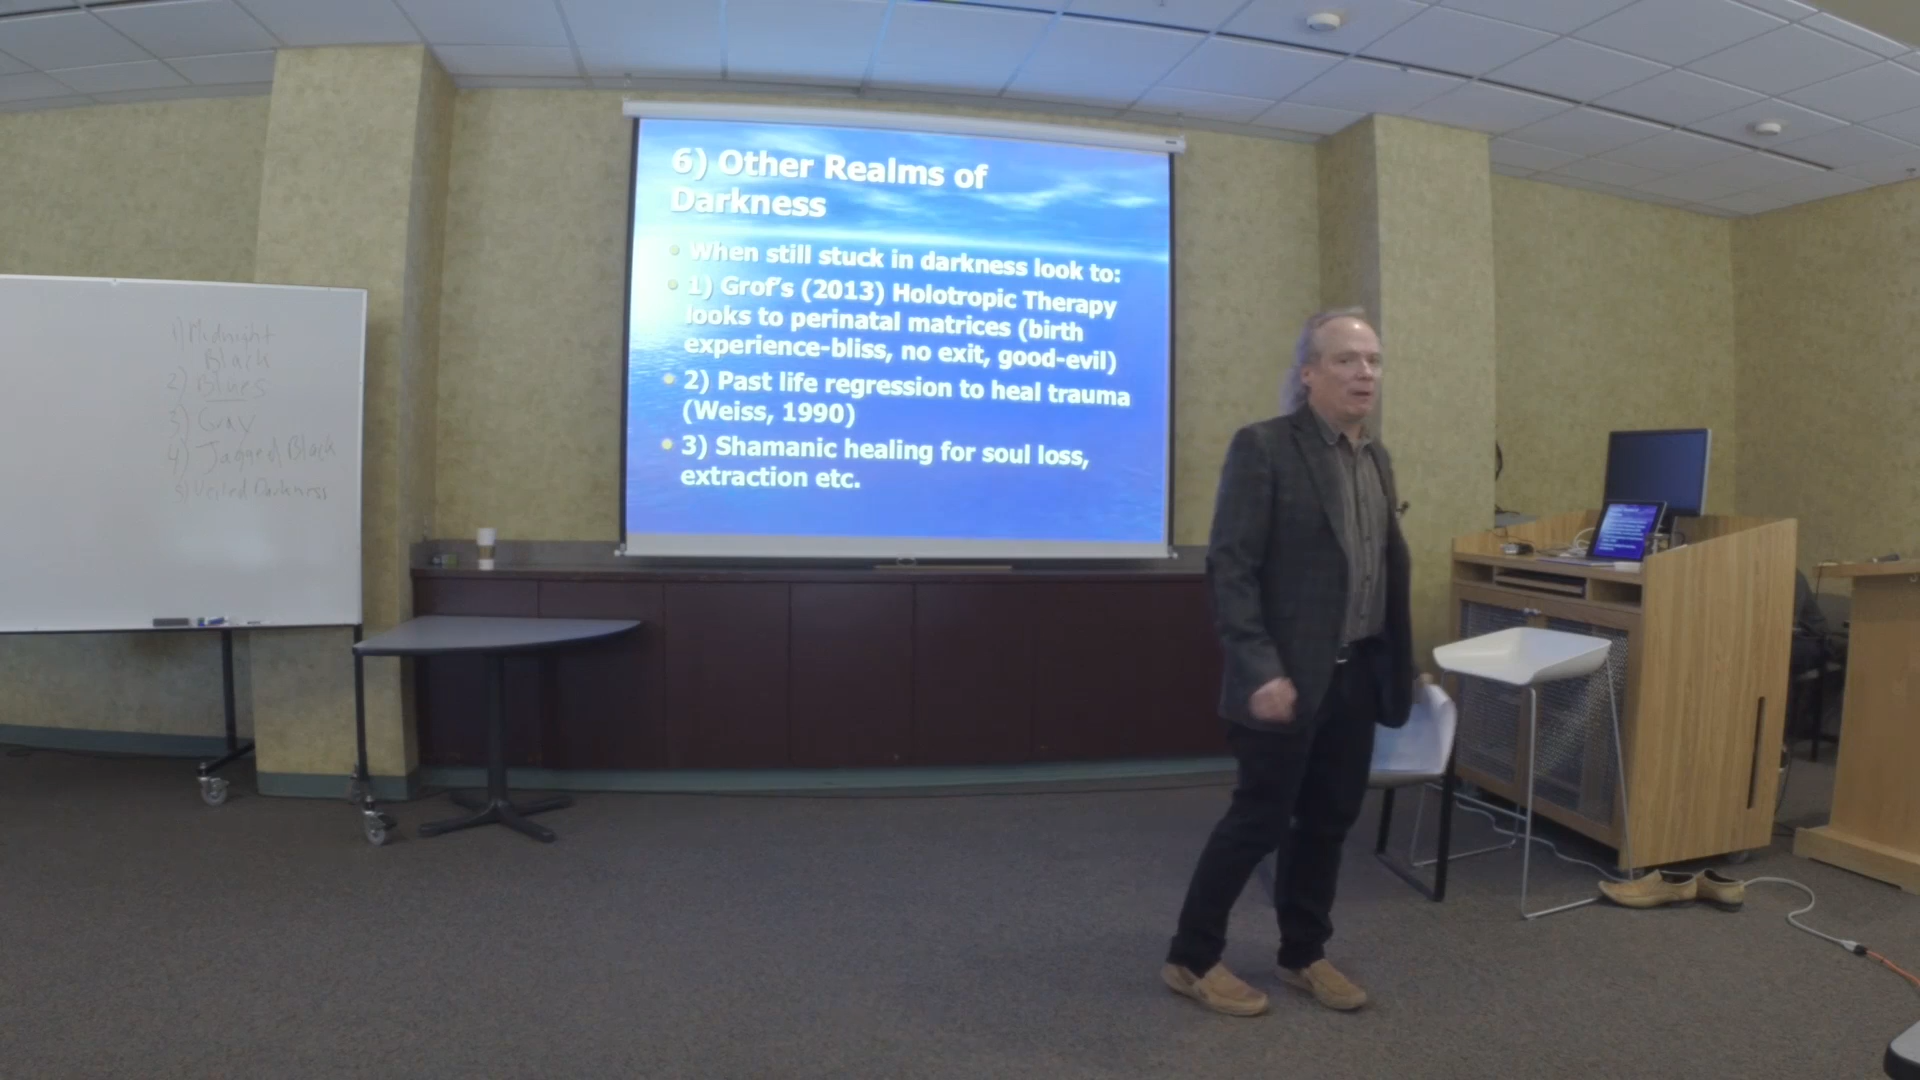 1) Midnight
Black
2) Blues
3) Gray
4) Jagged Black
5) Veiled Darkness
6) Other Realms of
Darkness
When still stuck in darkness look to:
1) Grof's (2013) Holotropic Therapy
looks to perinatal matrices (birth
experience-bliss, no exit, good-evil)
2) Past life regression to heal trauma
(Weiss, 1990)
3) Shamanic healing for soul loss,
extraction etc.